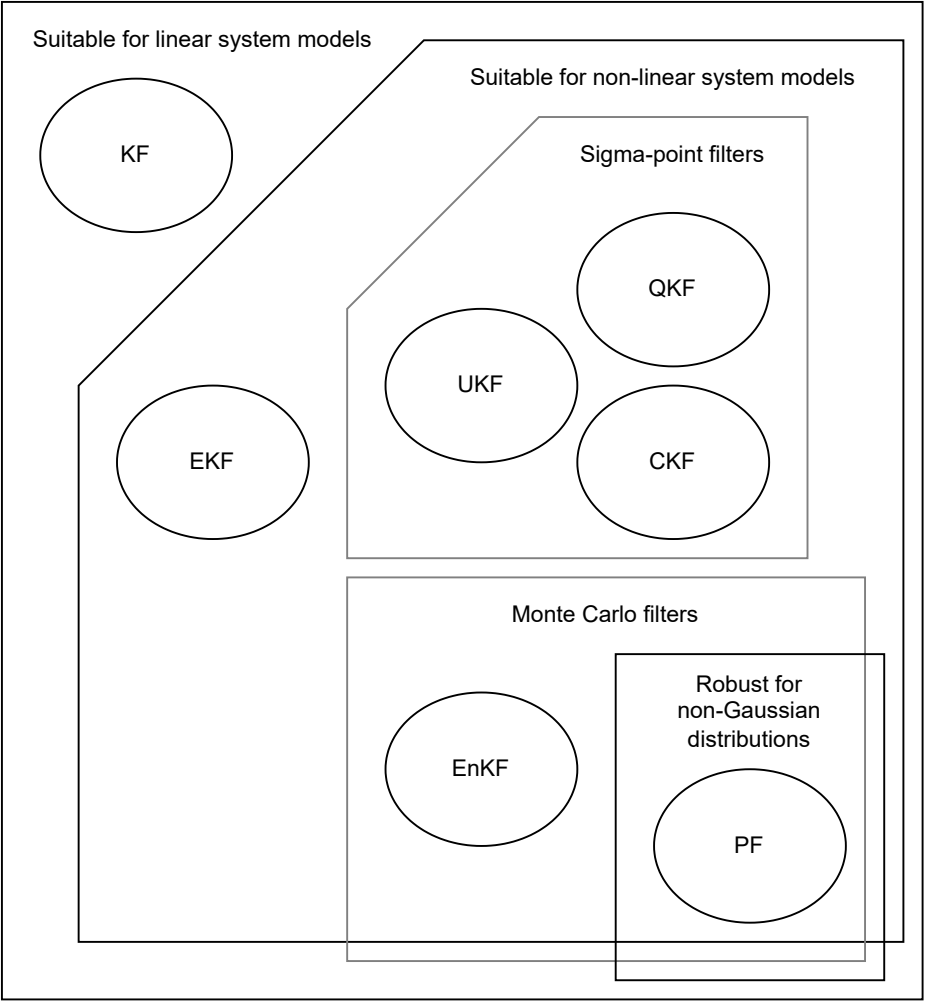 Suitable for linear system models
Suitable for non-linear system models
KF
Sigma-point filters
QKF
UKF
EKF
CKF
Monte Carlo filters
Robust for
non-Gaussian
distributions
EnKF
PF